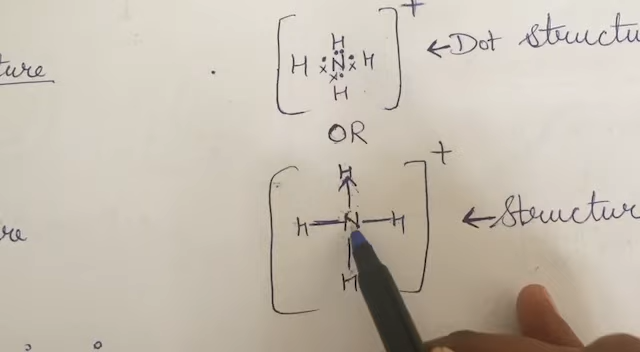 +
H
H N H
H
← Dot structu
ture
OR
+
H
H N H
H
← Structur
re